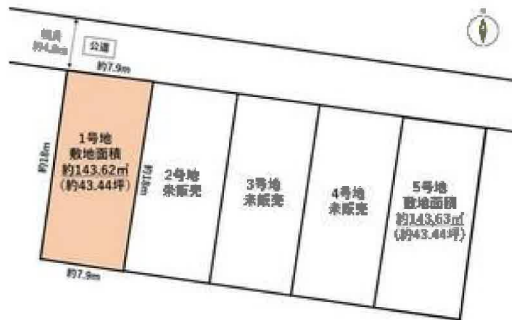 幅員
約4.0m
公道
約7.9m
1号地
敷地面積
約143.62㎡
(約43.44坪)
約18m
約18m
約7.9m
2号地
未販売
3号地
未販売
4号地
未販売
5号地
敷地面積
約143.63㎡
(約43.44坪)